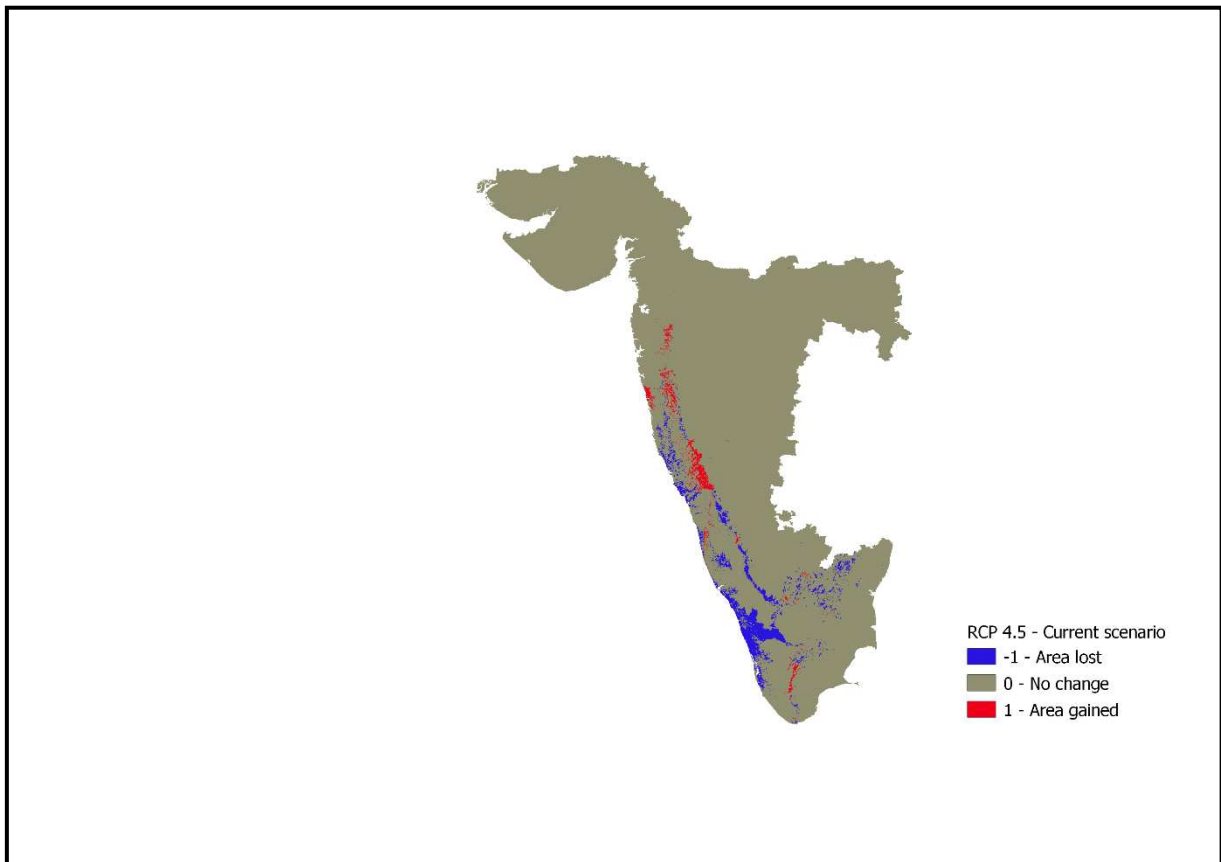 RCP 4.5 - Current scenario
-1 - Area lost
0 - No change
1 - Area gained